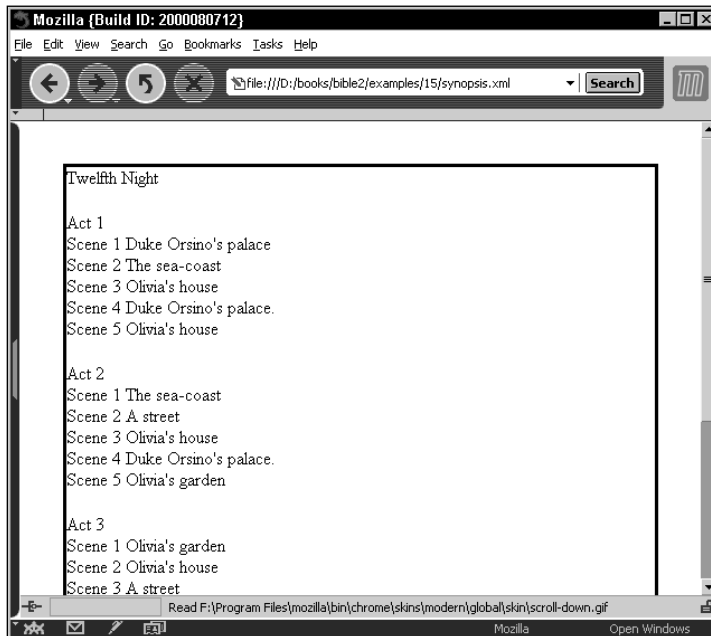 Mozilla {Build ID: 2000080712}
File Edit View Search Go Bookmarks Tasks Help
file:///D:/books/bible2/examples/15/synopsis.xml Search
Twelfth Night
Act 1
Scene 1 Duke Orsino's palace
Scene 2 The sea-coast
Scene 3 Olivia's house
Scene 4 Duke Orsino's palace.
Scene 5 Olivia's house
Act 2
Scene 1 The sea-coast
Scene 2 A street
Scene 3 Olivia's house
Scene 4 Duke Orsino's palace.
Scene 5 Olivia's garden
Act 3
Scene 1 Olivia's garden
Scene 2 Olivia's house
Scene 3 A street
Read F:\Program Files\mozilla\bin\chrome\skins\modern\global\skin\scroll-down.gif
Mozilla Open Windows